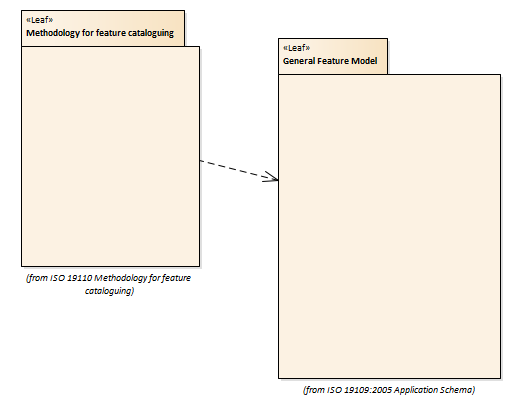 «Leaf»
Methodology for feature cataloguing
(from ISO 19110 Methodology for feature
cataloguing)
«Leaf»
General Feature Model
(from ISO 19109:2005 Application Schema)